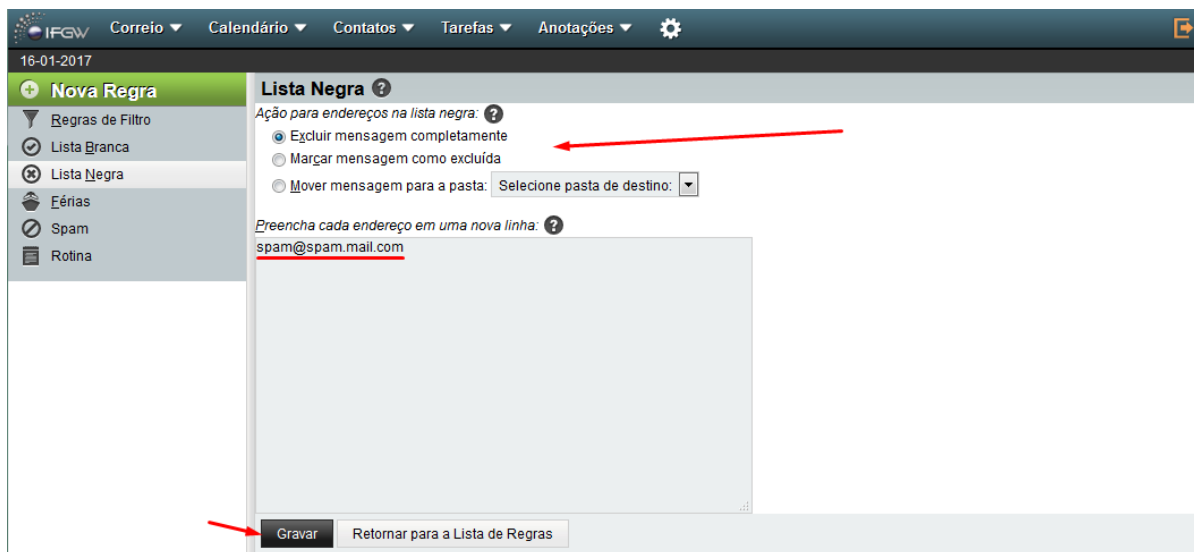 IFGW Correio Calendário Contatos Tarefas Anotações
16-01-2017
Nova Regra
Regras de Filtro
Lista Branca
Lista Negra
Férias
Spam
Rotina
Lista Negra ?
Ação para endereços na lista negra: ?
Excluir mensagem completamente
Marcar mensagem como excluída
Mover mensagem para a pasta: Selecione pasta de destino:
Preencha cada endereço em uma nova linha: ?
spam@spam.mail.com
Gravar Retornar para a Lista de Regras